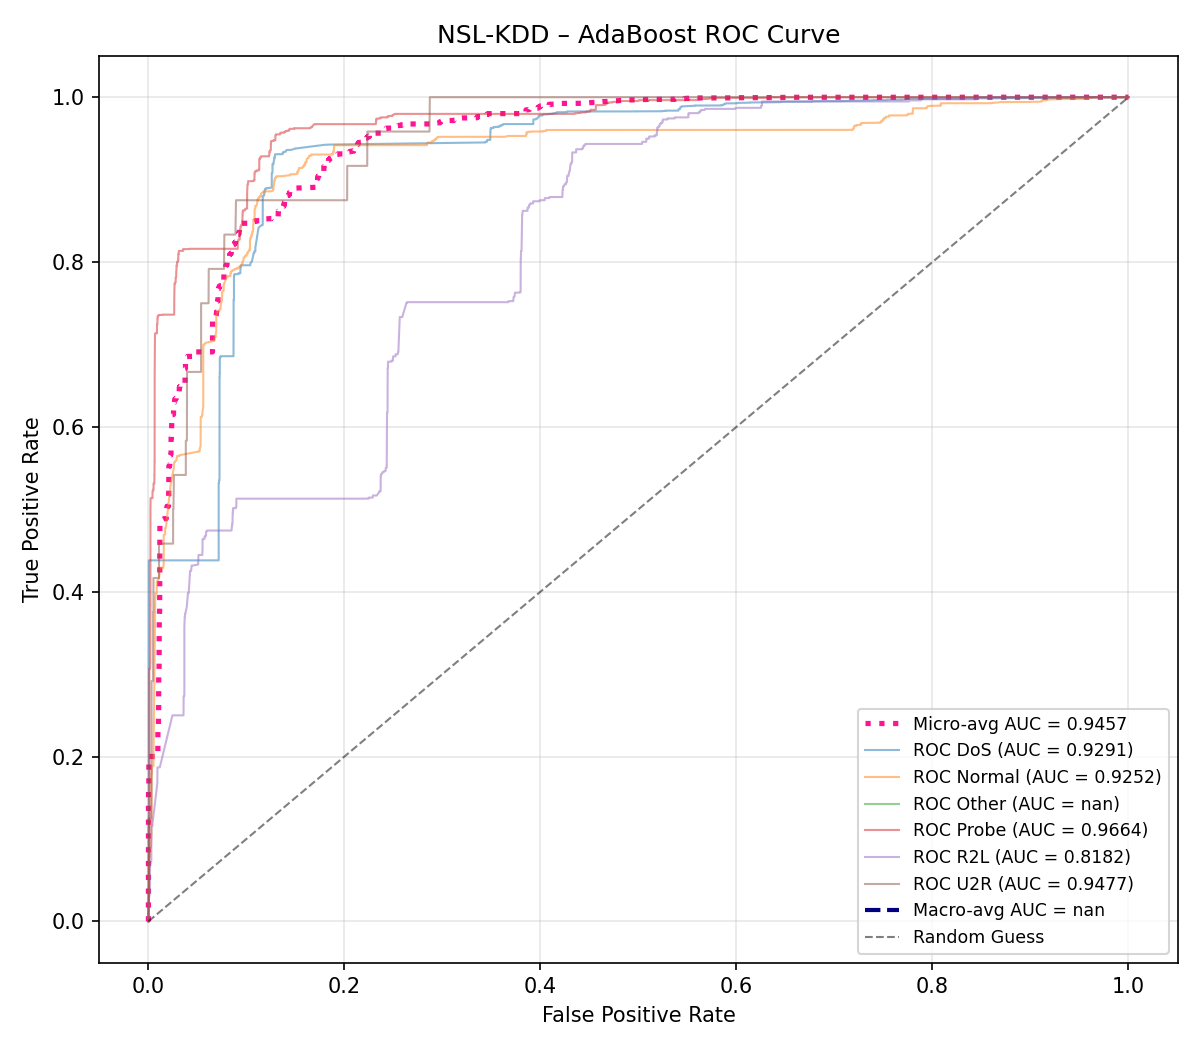 NSL-KDD – AdaBoost ROC Curve
True Positive Rate
1.0
0.8
0.6
0.4
0.2
0.0
Micro-avg AUC = 0.9457
ROC DoS (AUC = 0.9291)
ROC Normal (AUC = 0.9252)
ROC Other (AUC = nan)
ROC Probe (AUC = 0.9664)
ROC R2L (AUC = 0.8182)
ROC U2R (AUC = 0.9477)
Macro-avg AUC = nan
Random Guess
0.0 0.2 0.4 0.6 0.8 1.0
False Positive Rate